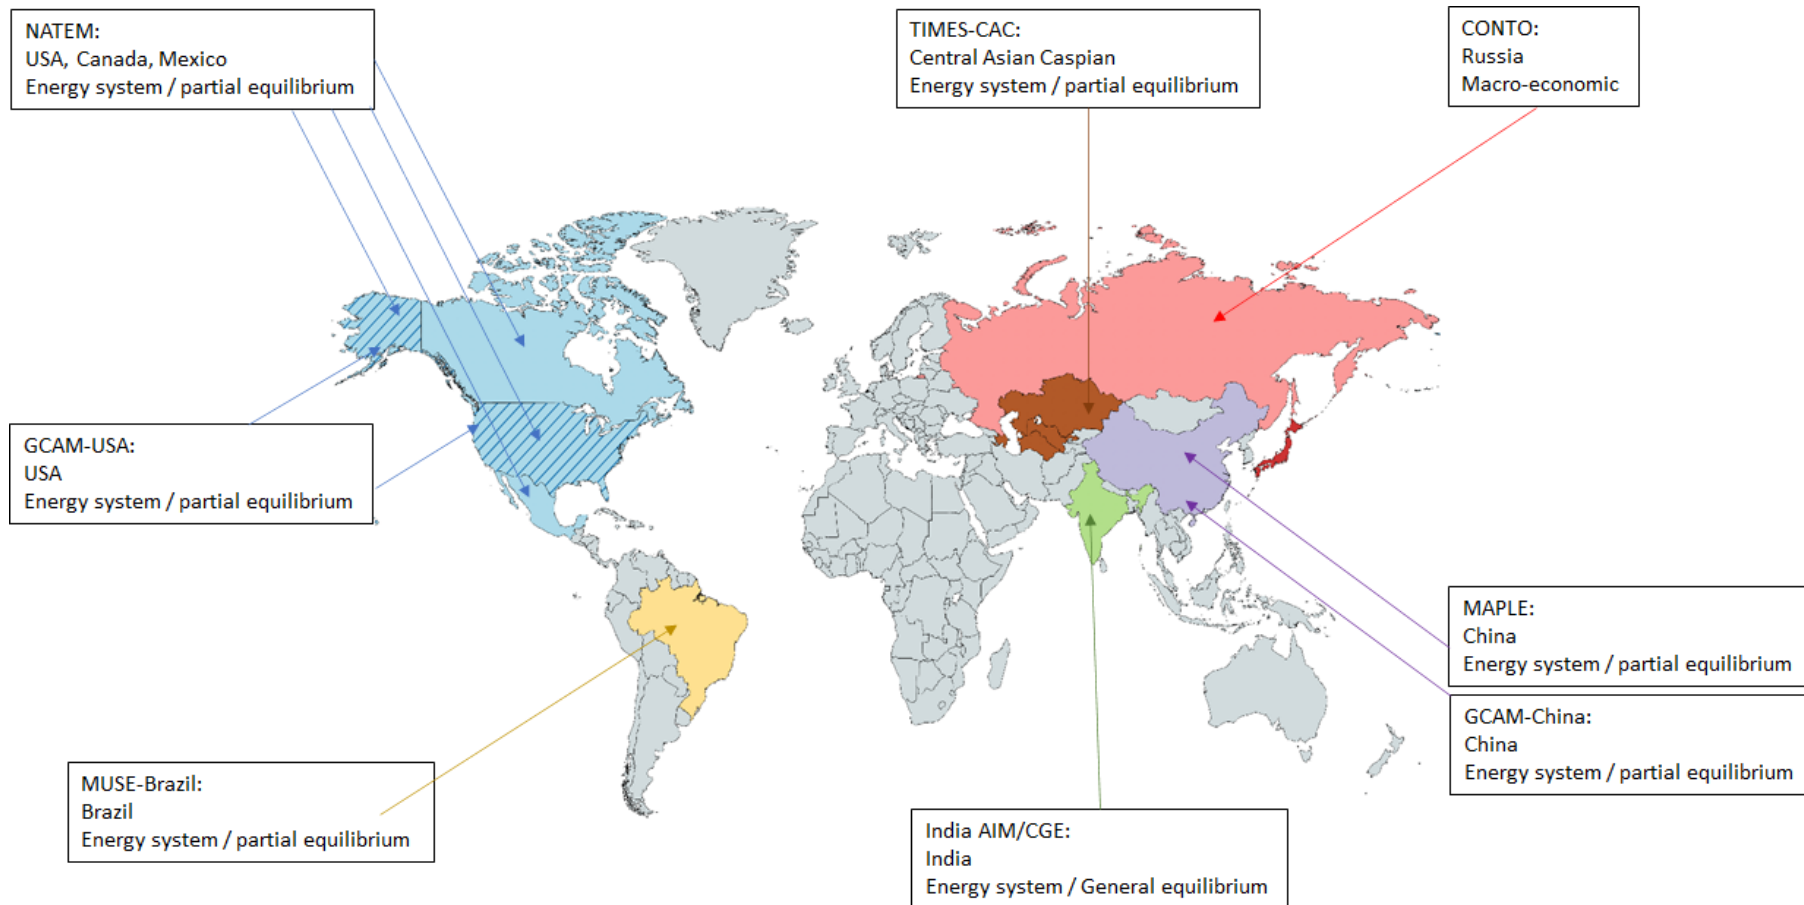 NATEM:
USA, Canada, Mexico
Energy system / partial equilibrium
TIMES-CAC:
Central Asian Caspian
Energy system / partial equilibrium
CONTO:
Russia
Macro-economic
GCAM-USA:
USA
Energy system / partial equilibrium
MAPLE:
China
Energy system / partial equilibrium
GCAM-China:
China
Energy system / partial equilibrium
MUSE-Brazil:
Brazil
Energy system / partial equilibrium
India AIM/CGE:
India
Energy system / General equilibrium